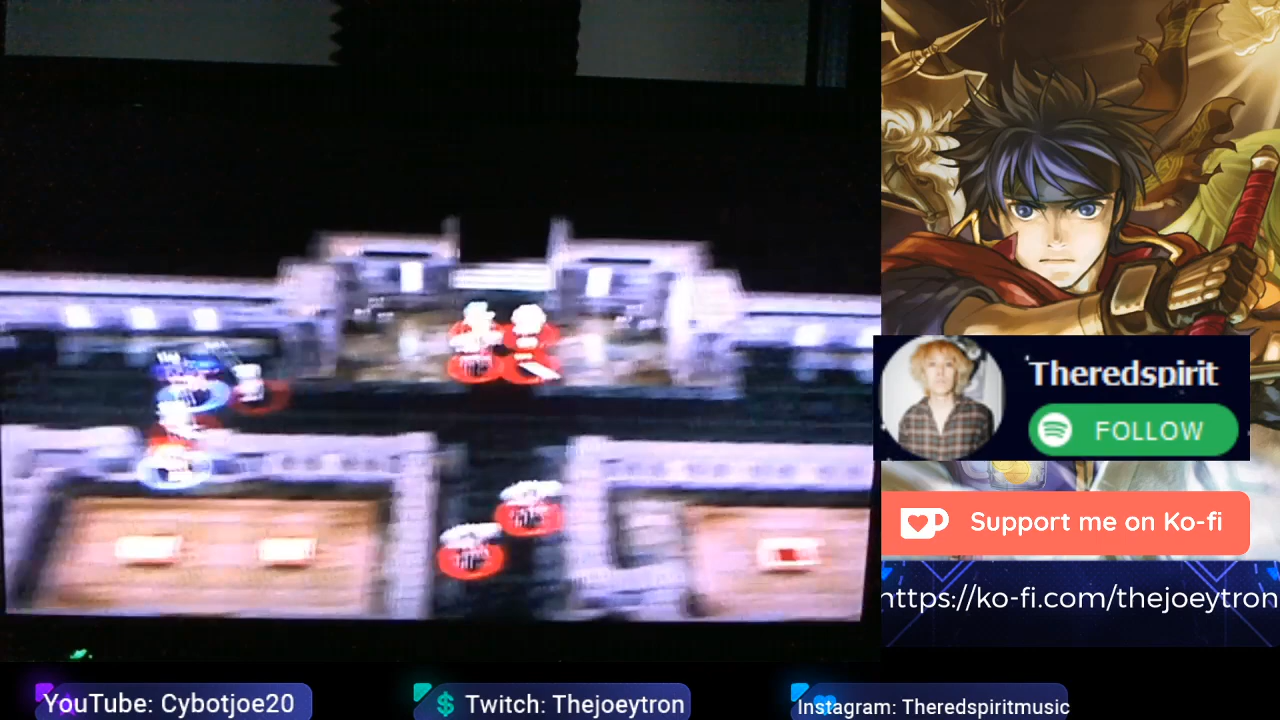 Theredspirit
FOLLOW
Support me on Ko-fi
https://ko-fi.com/thejoeytron
YouTube: Cybotjoe20
$ Twitch: Thejoeytron
Instagram: Theredspiritmusic